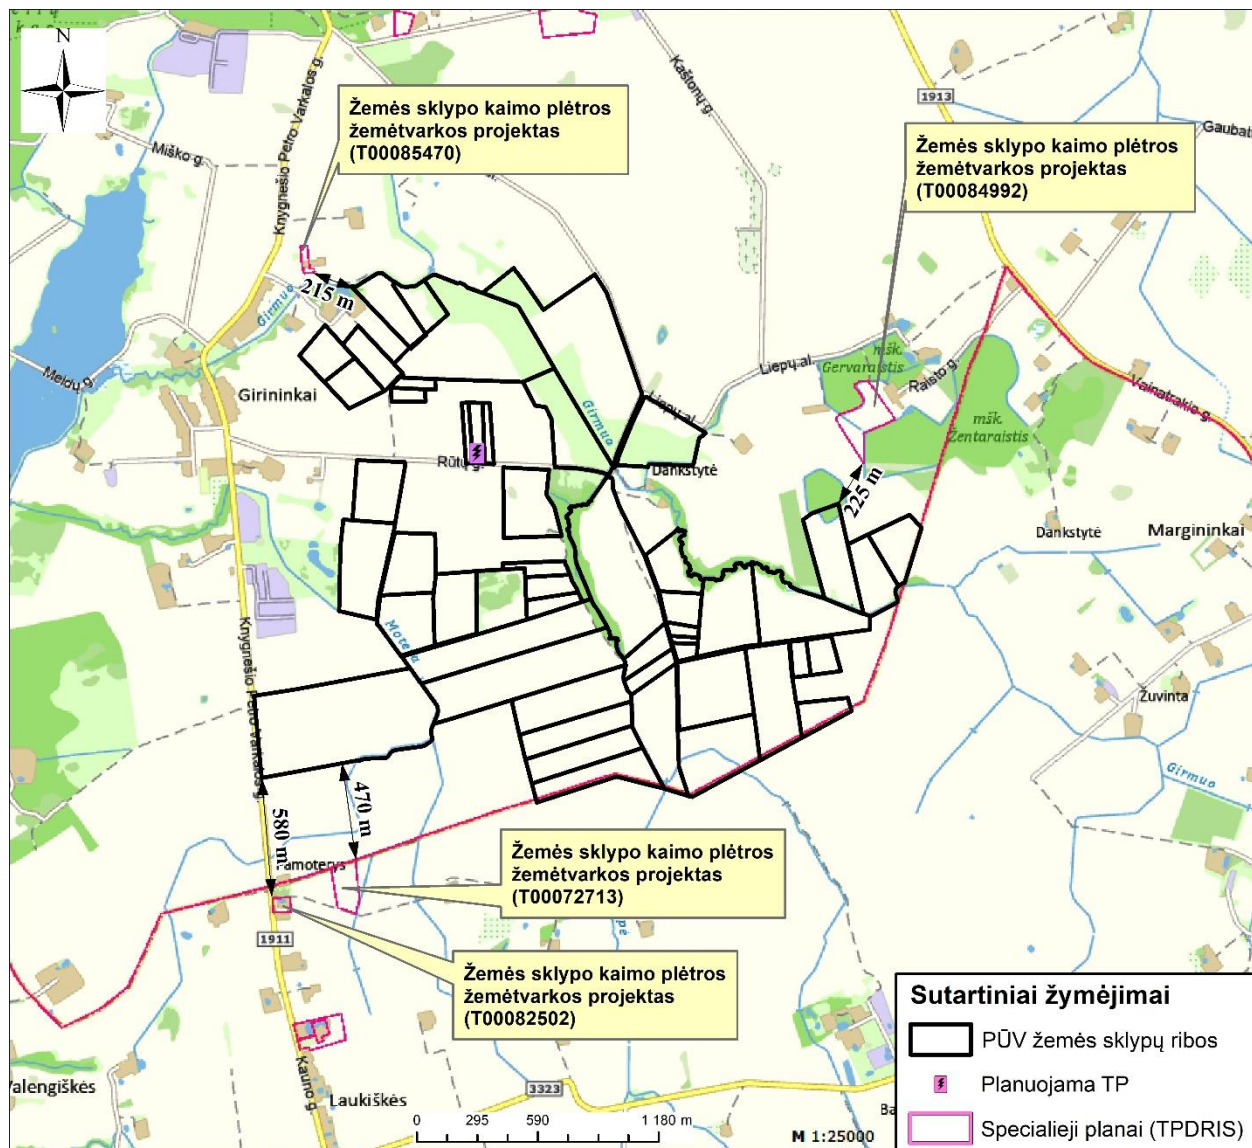 N
Žemės sklypo kaimo plėtros
žemėtvarkos projektas
(T00085470)
Knygnešio Petro Varkalos g.
Miško g.
Kaštonų g.
1913
Žemės sklypo kaimo plėtros
žemėtvarkos projektas
(T00084992)
215 m
Girmuo
Meldų g.
Girininkai
Liepų al.
Liepų al.
mšk.
Gervaraistis
Raisto g.
mšk.
Žentaraistis
Vainatrakio g.
Girmuo
Rūtų g.
Dankstytė
225 m
Dankstytė
Margininkai
Motera
Knygnešio Petro Varkalos g.
Žuvinta
Girmuo
580 m.
470 m
Žemės sklypo kaimo plėtros
žemėtvarkos projektas
(T00072713)
1911
Žemės sklypo kaimo plėtros
žemėtvarkos projektas
(T00082502)
Kauno g.
Laukiškės
3323
0 295 590 1 180 m
M 1:25000
Sutartiniai žymėjimai
PŪV žemės sklypų ribos
Planuojama TP
Specialieji planai (TPDRIS)